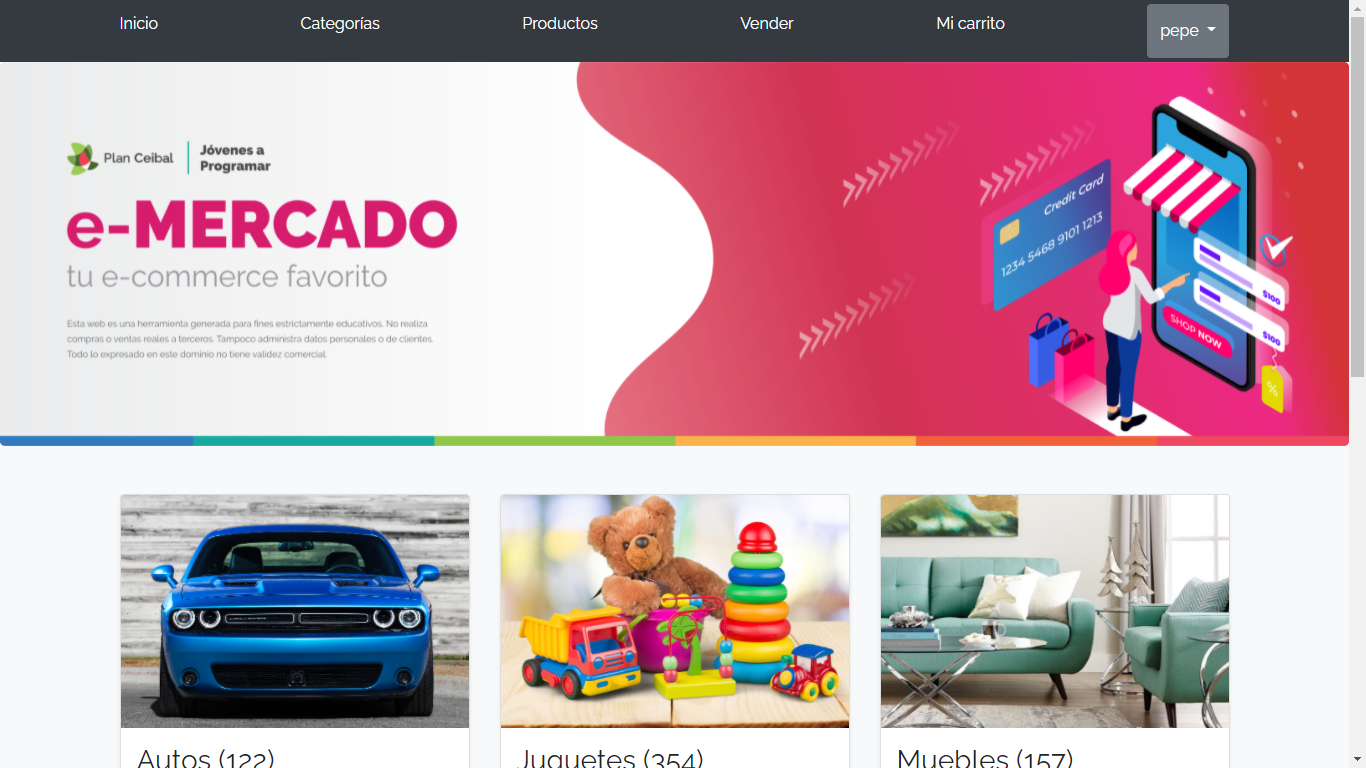 Inicio
Categorías
Productos
Vender
Mi carrito
pepe
Plan Ceibal
Jóvenes a
Programar
e-MERCADO
tu e-commerce favorito
Esta web es una herramienta generada para fines estrictamente educativos. No realiza
compras o ventas reales a terceros. Tampoco administra datos personales o de clientes.
Todo lo expresado en este dominio no tiene validez comercial.
Credit Card
1234 5468 9101 1213
$100
$100
SHOP NOW
%
Autos (122)
Juguetes (354)
Muebles (157)